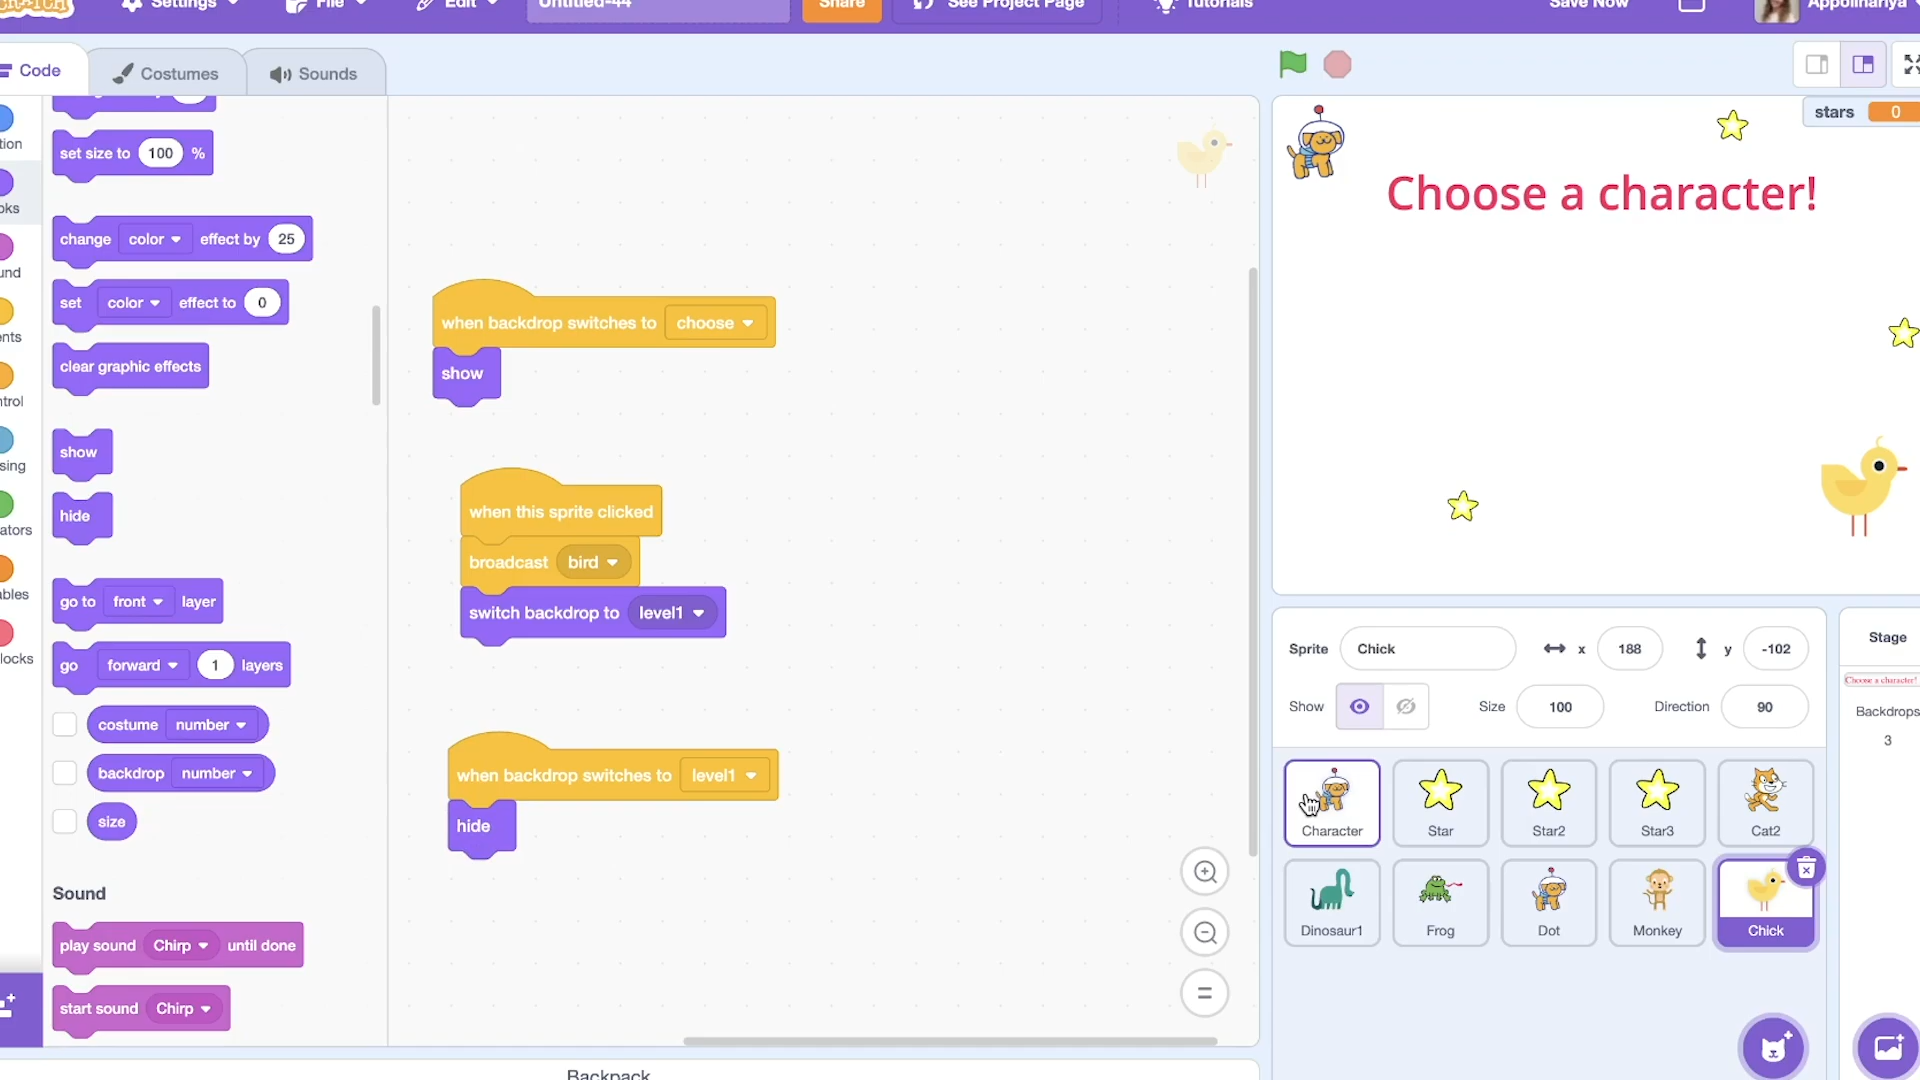 Settings File Edit Untitled-44 Share See Project Page Tutorials Save Now Appolinariya
Code Costumes Sounds
set size to 100 %
change color effect by 25
set color effect to 0
clear graphic effects
show
hide
go to front layer
go forward 1 layers
costume number
backdrop number
size
Sound
play sound Chirp until done
start sound Chirp
when backdrop switches to choose
show
when this sprite clicked
broadcast bird
switch backdrop to level1
when backdrop switches to level1
hide
Backpack
stars 0
Choose a character!
Sprite Chick x 188 y -102
Show Size 100 Direction 90
Character Star Star2 Star3 Cat2
Dinosaur1 Frog Dot Monkey Chick
Stage
Choose a character!
Backdrops
3